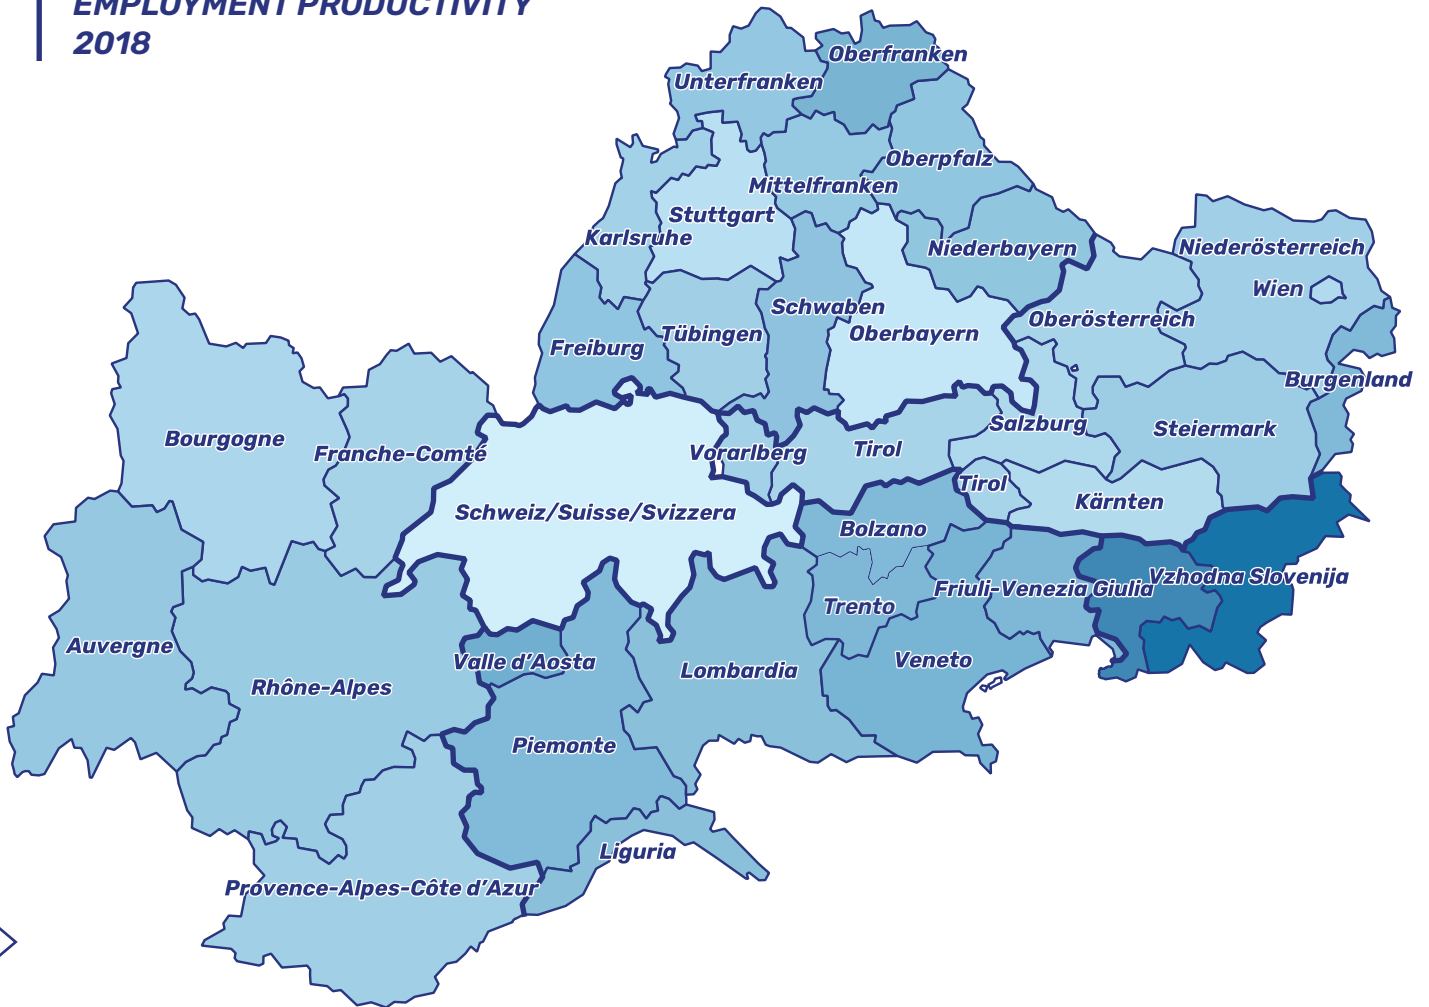 EMPLOYMENT PRODUCTIVITY
2018
Oberfranken
Unterfranken
Oberpfalz
Mittelfranken
Stuttgart
Karlsruhe
Niederbayern
Niederösterreich
Wien
Schwaben
Oberösterreich
Tübingen
Oberbayern
Freiburg
Burgenland
Salzburg
Steiermark
Bourgogne
Franche-Comté
Vorarlberg
Tirol
Tirol
Kärnten
Schweiz/Suisse/Svizzera
Bolzano
Vzhodna Slovenija
Friuli-Venezia Giulia
Trento
Auvergne
Valle d’Aosta
Veneto
Lombardia
Rhône-Alpes
Piemonte
Liguria
Provence-Alpes-Côte d’Azur